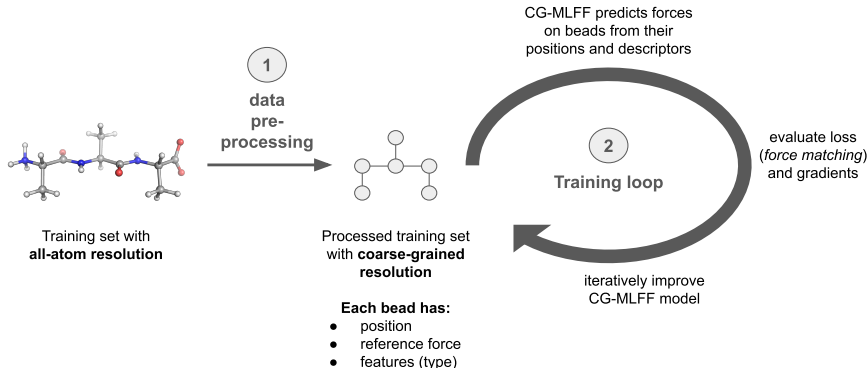 1
data
pre-
processing
Training set with
all-atom resolution
Processed training set
with coarse-grained
resolution
Each bead has:
● position
● reference force
● features (type)
CG-MLFF predicts forces
on beads from their
positions and descriptors
2
Training loop
evaluate loss
(force matching)
and gradients
iteratively improve
CG-MLFF model